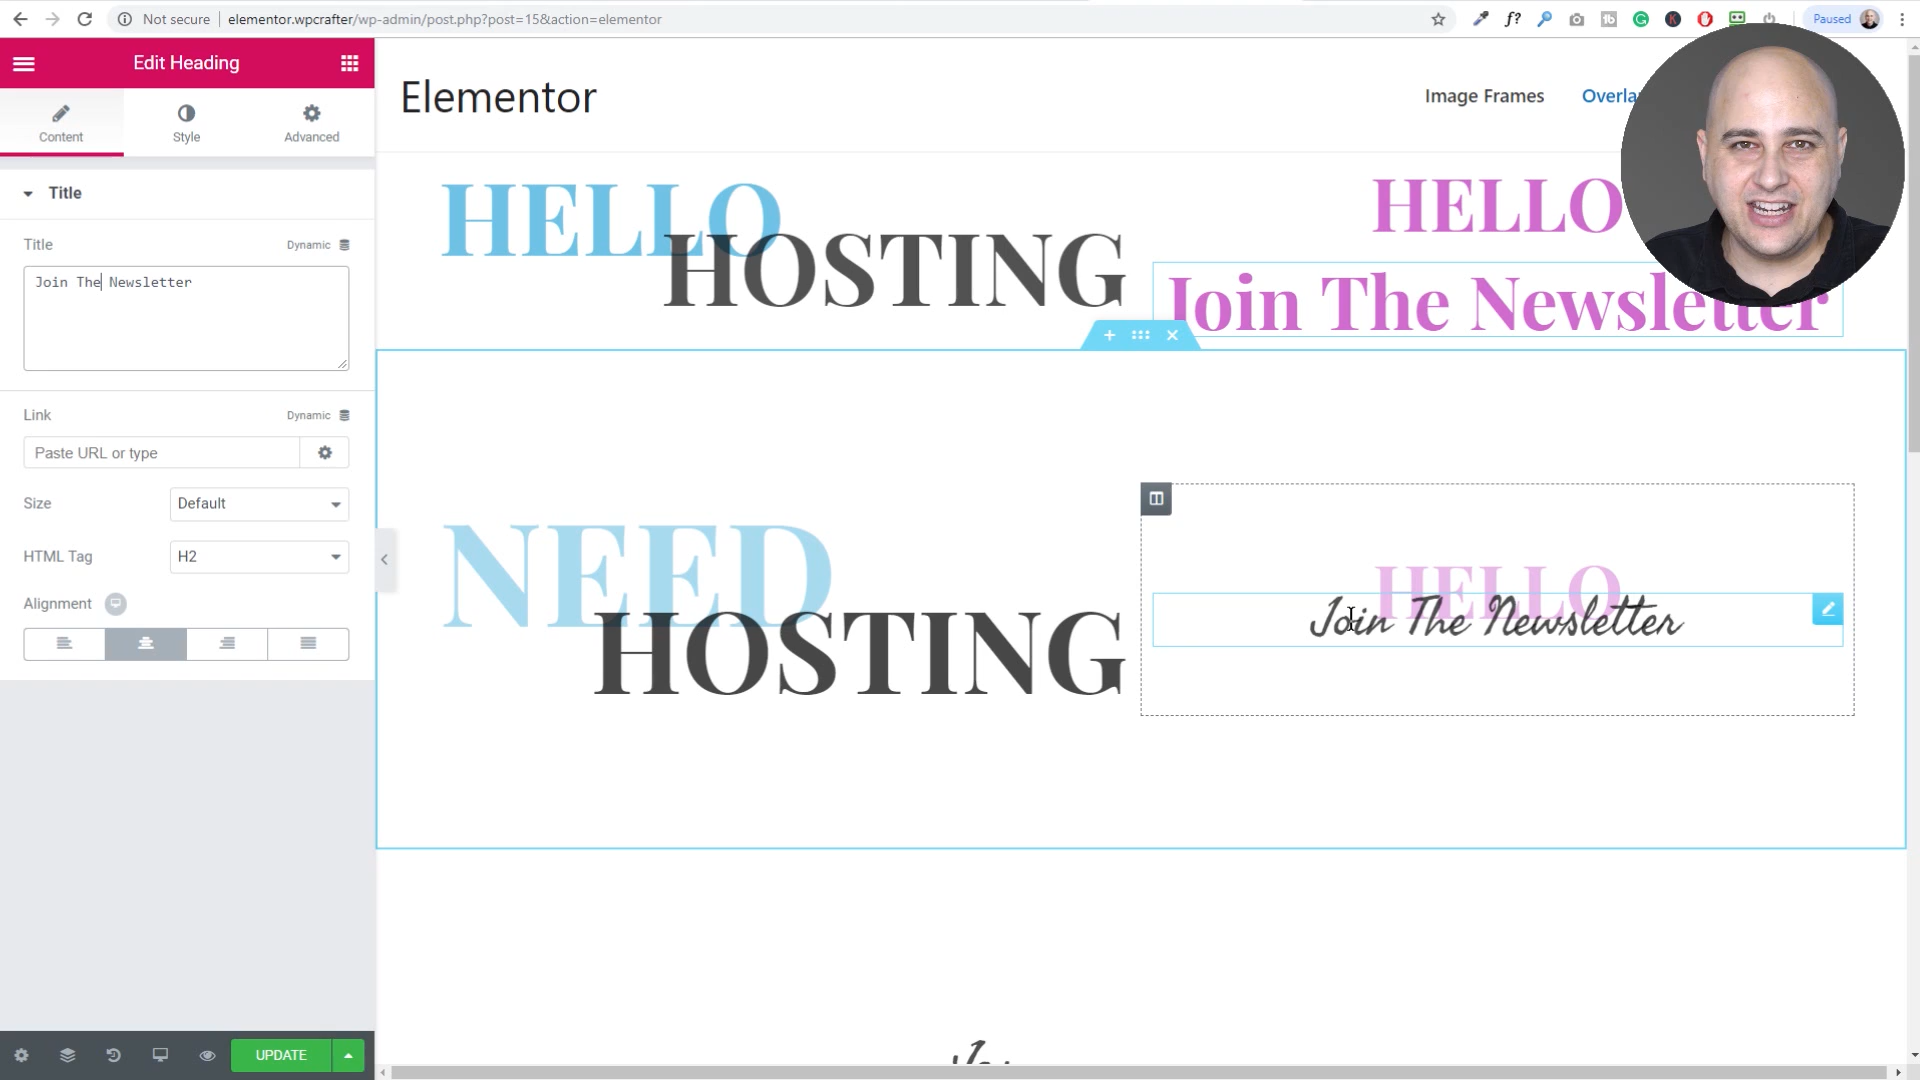 Not secure
elementor.wpcrafter/wp-admin/post.php?post=15&action=elementor
f?
Paused
Edit Heading
Content
Style
Advanced
Title
Title
Dynamic
Join The Newsletter
Link
Dynamic
Paste URL or type
Size
Default
HTML Tag
H2
Alignment
UPDATE
Elementor
Image Frames
HELLO
HOSTING
HELLO
Join The Newsletter
NEED
HOSTING
HELLO
Join The Newsletter